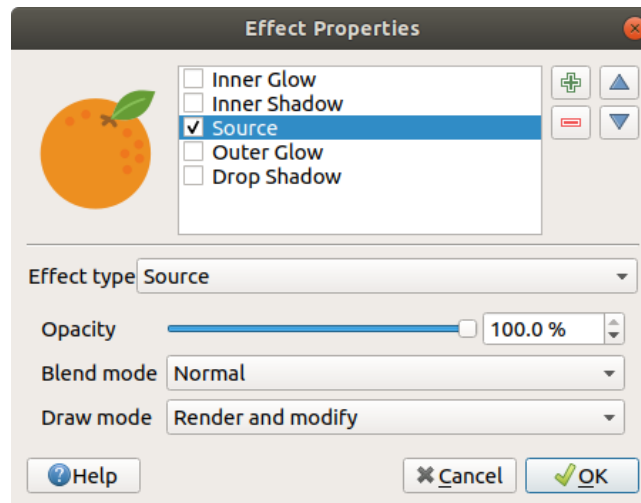 Effect Properties
Inner Glow
Inner Shadow
Source
Outer Glow
Drop Shadow
Effect type Source
Opacity 100.0 %
Blend mode Normal
Draw mode Render and modify
Help Cancel OK